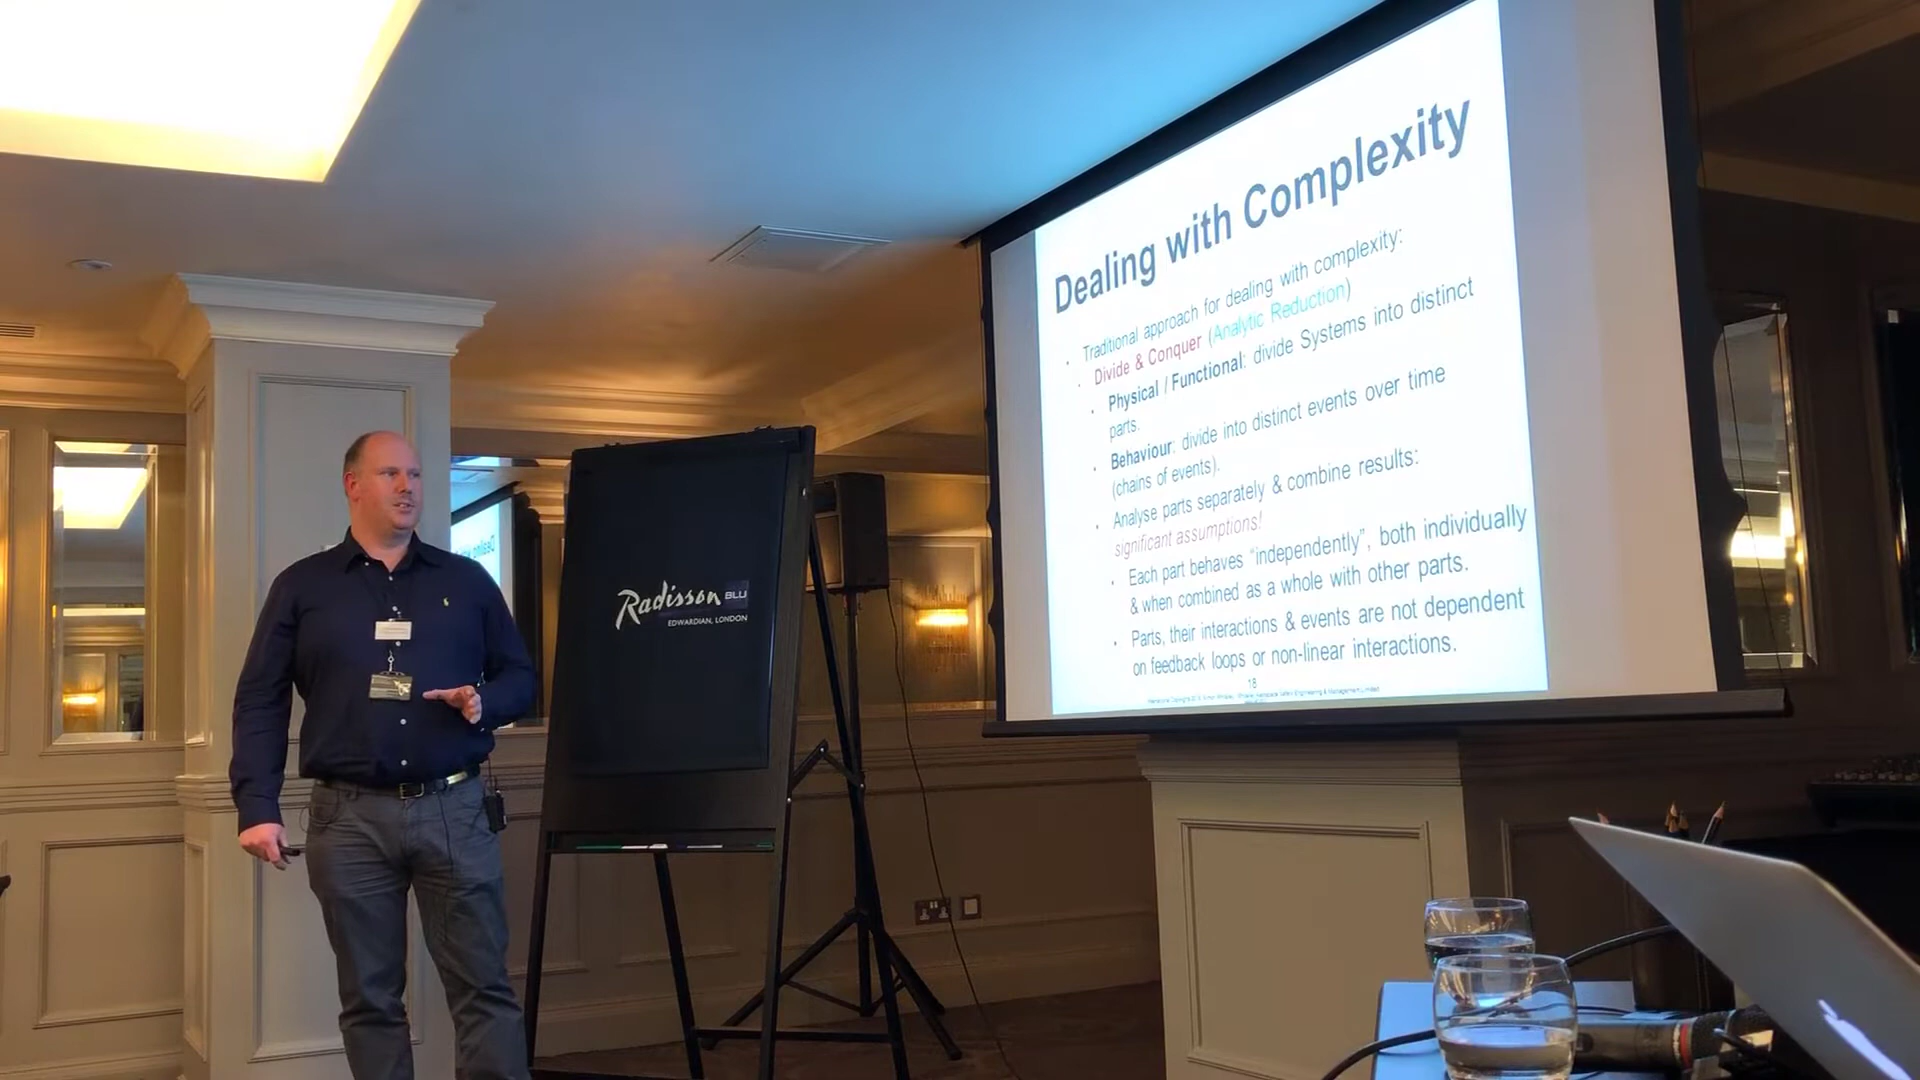 Dealing with Complexity
Traditional approach for dealing with complexity:
Divide & Conquer (Analytic Reduction)
Physical / Functional: divide Systems into distinct
parts.
Behaviour: divide into distinct events over time
(chains of events).
Analyse parts separately & combine results:
significant assumptions!
Each part behaves “independently”, both individually
& when combined as a whole with other parts.
Parts, their interactions & events are not dependent
on feedback loops or non-linear interactions.
18
Radisson BLU
EDWARDIAN, LONDON